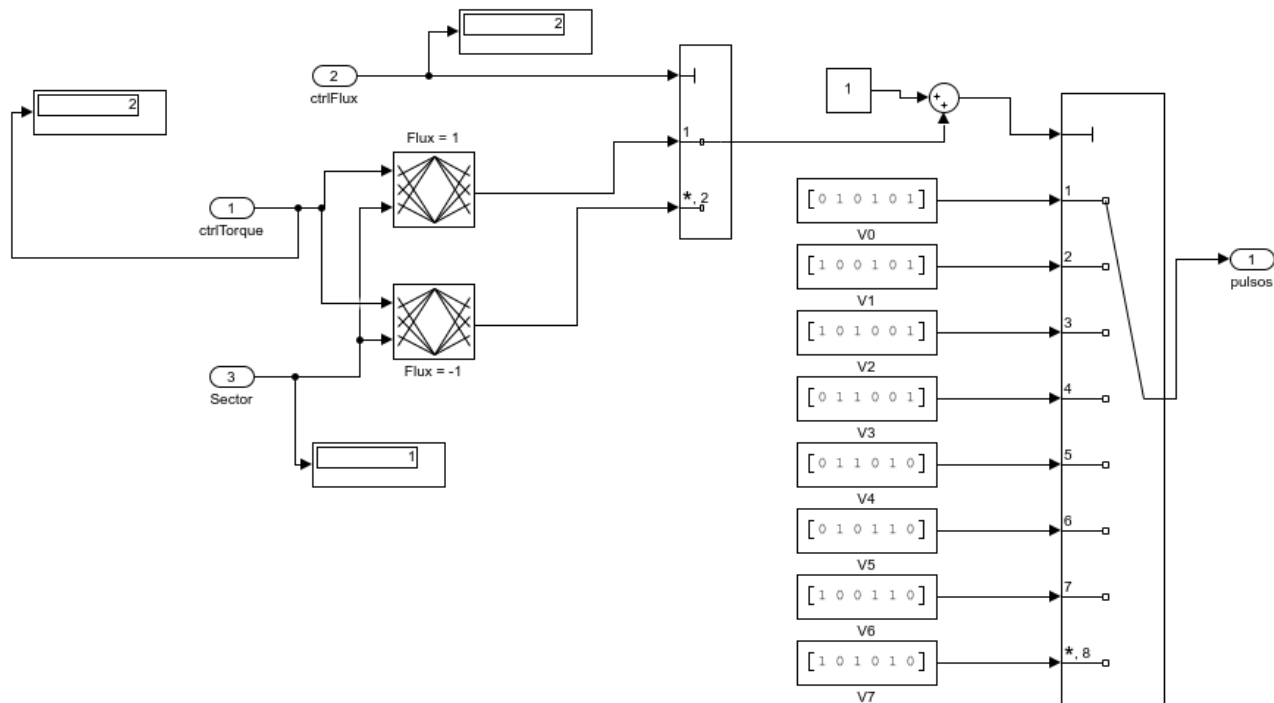 2
2
2
ctrlFlux
1
Flux = 1
1
*, 2
1
ctrlTorque
Flux = -1
3
Sector
1
1
+
+
[0 1 0 1 0 1]
V0
[1 0 0 1 0 1]
V1
[1 0 1 0 0 1]
V2
[0 1 1 0 0 1]
V3
[0 1 1 0 1 0]
V4
[0 1 0 1 1 0]
V5
[1 0 0 1 1 0]
V6
[1 0 1 0 1 0]
V7
1
2
3
4
5
6
7
*, 8
1
pulsos